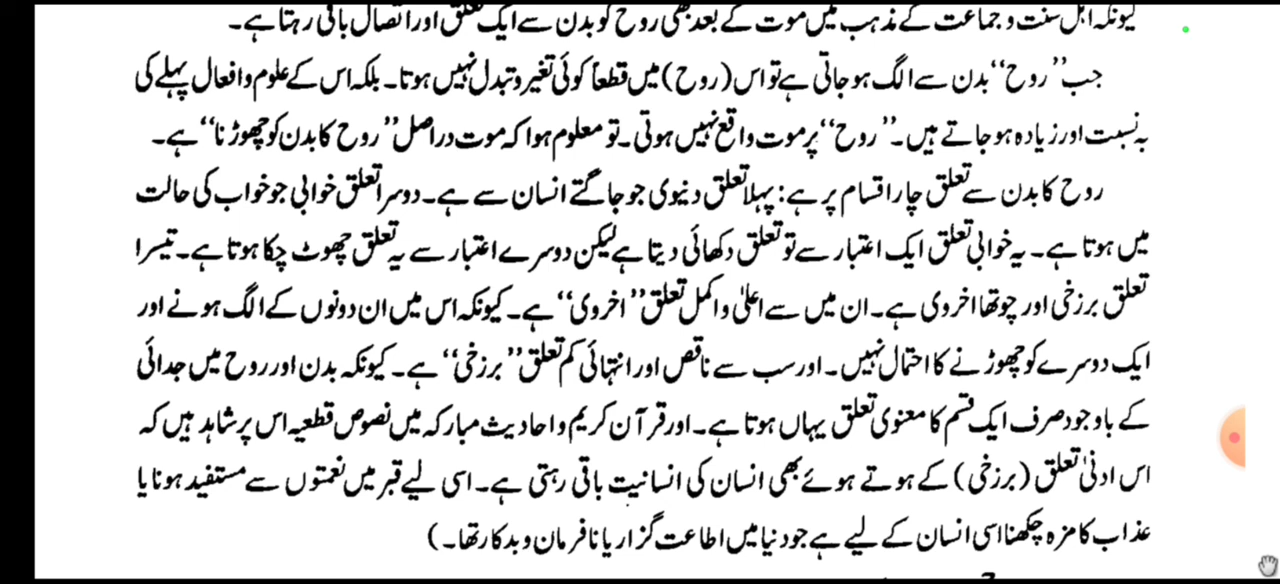 کیونکہ اہل سنت و جماعت کے مذہب میں موت کے بعد بھی روح کو بدن سے ایک تعلق اور اتصال باقی رہتا ہے۔
جب ”روح“ بدن سے الگ ہو جاتی ہے تو اس (روح) میں قطعاً کوئی تغیر و تبدل نہیں ہوتا۔ بلکہ اس کے علوم و افعال پہلے کی
بہ نسبت اور زیادہ ہو جاتے ہیں۔ ”روح“ پر موت واقع نہیں ہوتی۔ تو معلوم ہوا کہ موت دراصل ”روح کا بدن کو چھوڑنا“ ہے۔
روح کا بدن سے تعلق چار اقسام پر ہے: پہلا تعلق دنیوی جو جاگتے انسان سے ہے۔ دوسرا تعلق خوابی جو خواب کی حالت
میں ہوتا ہے۔ یہ خوابی تعلق ایک اعتبار سے تو تعلق دکھائی دیتا ہے لیکن دوسرے اعتبار سے یہ تعلق چھوٹ چکا ہوتا ہے۔ تیسرا
تعلق برزخی اور چوتھا اخروی ہے۔ ان میں سے اعلیٰ و اکمل تعلق ”اخروی“ ہے۔ کیونکہ اس میں ان دونوں کے الگ ہونے اور
ایک دوسرے کو چھوڑنے کا احتمال نہیں۔ اور سب سے ناقص اور انتہائی کم تعلق ”برزخی“ ہے۔ کیونکہ بدن اور روح میں جدائی
کے باوجود صرف ایک قسم کا معنوی تعلق یہاں ہوتا ہے۔ اور قرآن کریم و احادیث مبارکہ میں نصوص قطعیہ اس پر شاہد ہیں کہ
اس ادنیٰ تعلق (برزخی) کے ہوتے ہوئے بھی انسان کی انسانیت باقی رہتی ہے۔ اسی لیے قبر میں نعمتوں سے مستفید ہونا یا
عذاب کا مزہ چکھنا اسی انسان کے لیے ہے جو دنیا میں اطاعت گزار یا نافرمان و بدکار تھا۔)